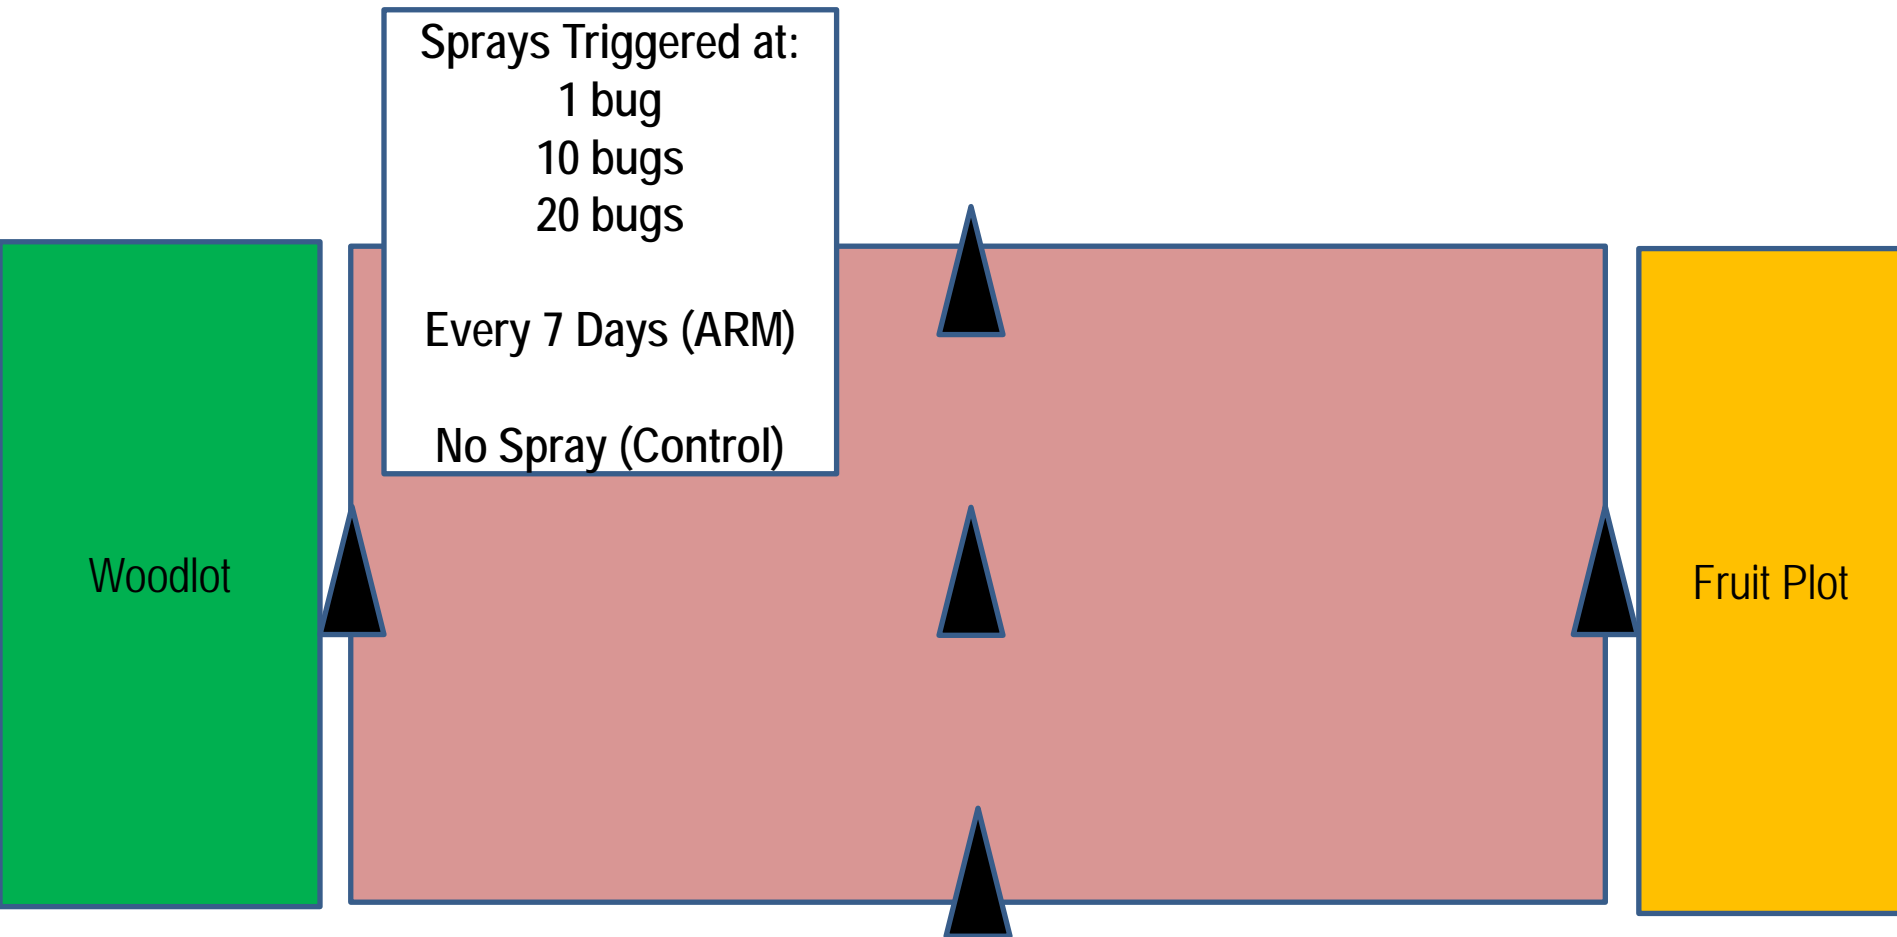 Sprays Triggered at:
1 bug
10 bugs
20 bugs
Every 7 Days (ARM)
No Spray (Control)
Woodlot
Fruit Plot